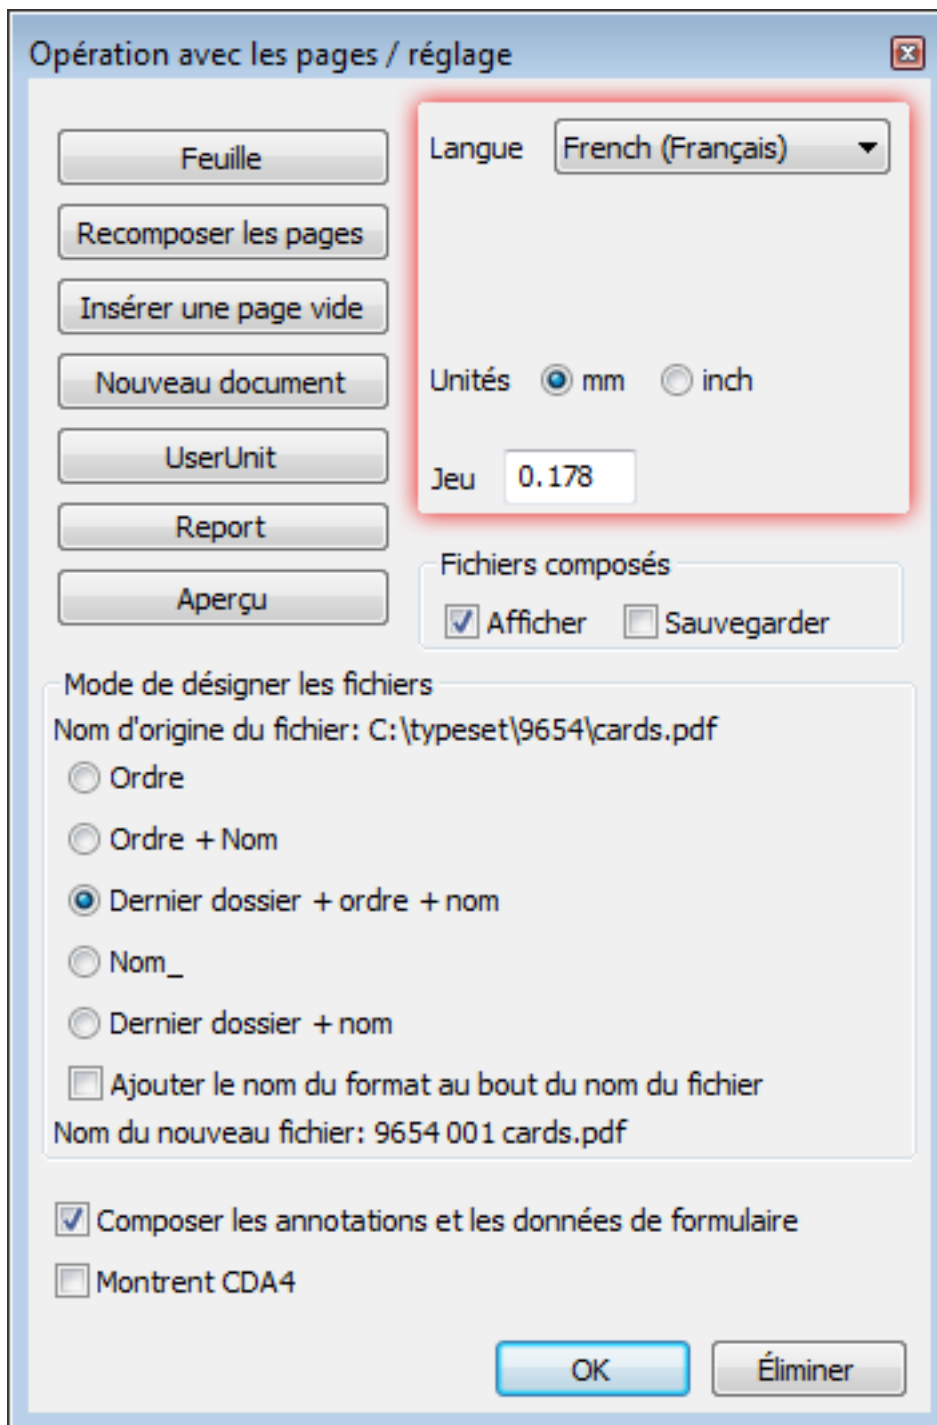 Opération avec les pages / réglage
Feuille
Recomposer les pages
Insérer une page vide
Nouveau document
UserUnit
Report
Aperçu
Langue French (Français)
Unités mm inch
Jeu 0.178
Fichiers composés
Afficher Sauvegarder
Mode de désigner les fichiers
Nom d'origine du fichier: C:\typeset\9654\cards.pdf
Ordre
Ordre + Nom
Dernier dossier + ordre + nom
Nom_
Dernier dossier + nom
Ajouter le nom du format au bout du nom du fichier
Nom du nouveau fichier: 9654 001 cards.pdf
Composer les annotations et les données de formulaire
Montrent CDA4
OK Éliminer